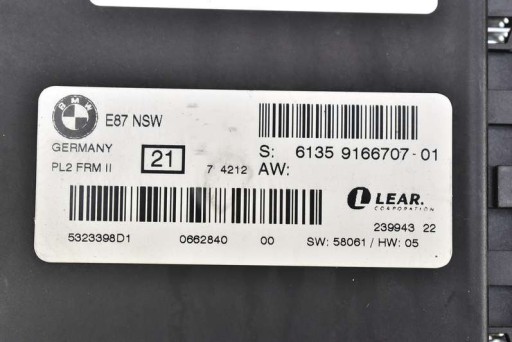 BMW
E87 NSW
GERMANY
PL2 FRM II
21
7 4212
S: 6135 9166707-01
AW:
LEAR.
CORPORATION
239943 22
5323398D1 0662840 00 SW: 58061 / HW: 05